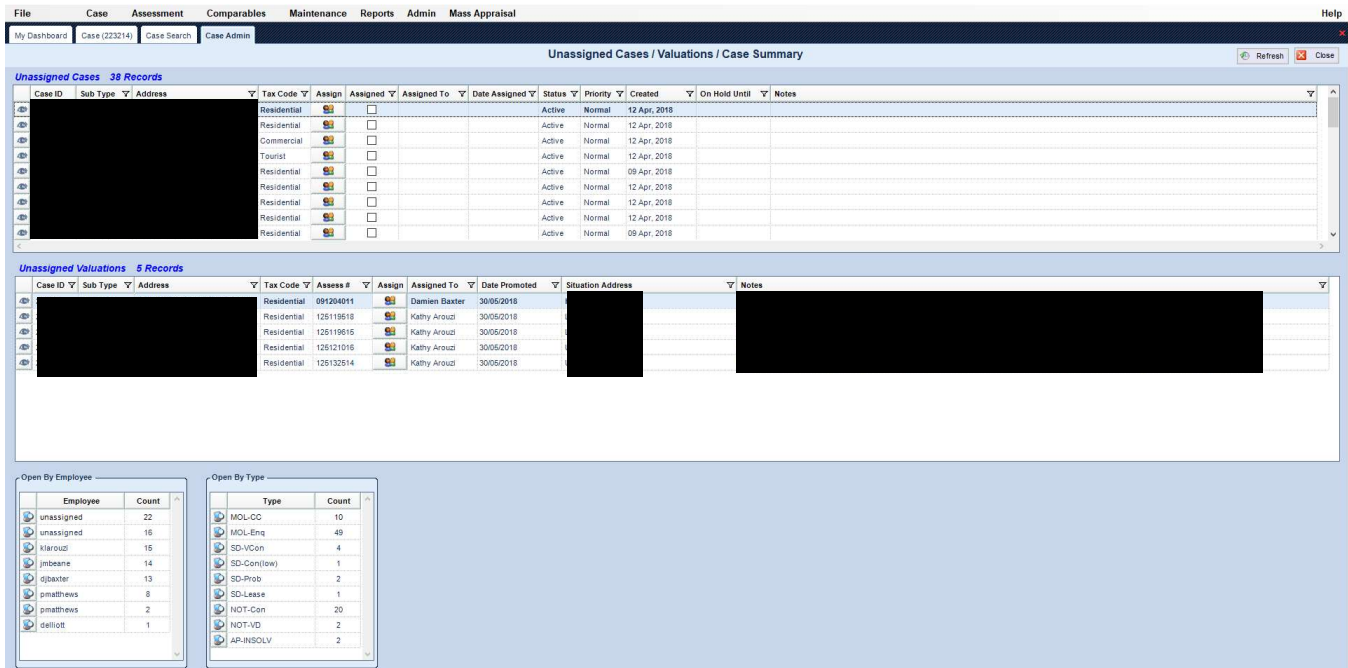 File Case Assessment Comparables Maintenance Reports Admin Mass Appraisal Help
My Dashboard Case (223214) Case Search Case Admin
Unassigned Cases / Valuations / Case Summary Refresh Close
Unassigned Cases 38 Records
Case ID Sub Type Address Tax Code Assign Assigned Assigned To Date Assigned Status Priority Created On Hold Until Notes
Residential Active Normal 12 Apr, 2018
Residential Active Normal 12 Apr, 2018
Commercial Active Normal 12 Apr, 2018
Tourist Active Normal 12 Apr, 2018
Residential Active Normal 09 Apr, 2018
Residential Active Normal 12 Apr, 2018
Residential Active Normal 12 Apr, 2018
Residential Active Normal 12 Apr, 2018
Residential Active Normal 09 Apr, 2018
Unassigned Valuations 5 Records
Case ID Sub Type Address Tax Code Assess # Assign Assigned To Date Promoted Situation Address Notes
Residential 091204011 Damien Baxter 30/05/2018
Residential 125119518 Kathy Arouzi 30/05/2018
Residential 125119615 Kathy Arouzi 30/05/2018
Residential 125121016 Kathy Arouzi 30/05/2018
Residential 125132514 Kathy Arouzi 30/05/2018
Open By Employee
Employee Count
unassigned 22
unassigned 16
klarouzi 15
jmbeane 14
djbaxter 13
pmatthews 8
pmatthews 2
delliott 1
Open By Type
Type Count
MOL-CC 10
MOL-Enq 49
SD-VCon 4
SD-Con(low) 1
SD-Prob 2
SD-Lease 1
NOT-Con 20
NOT-VD 2
AP-INSOLV 2